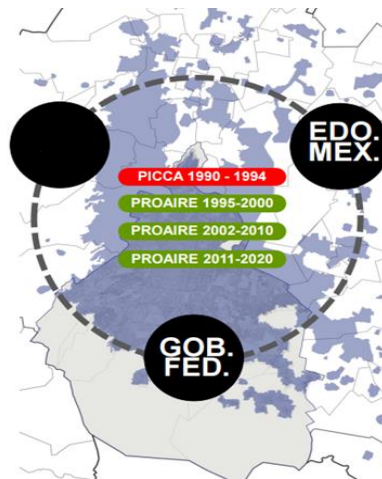 EDO.
MEX.
PICCA 1990 - 1994
PROAIRE 1995-2000
PROAIRE 2002-2010
PROAIRE 2011-2020
GOB.
FED.